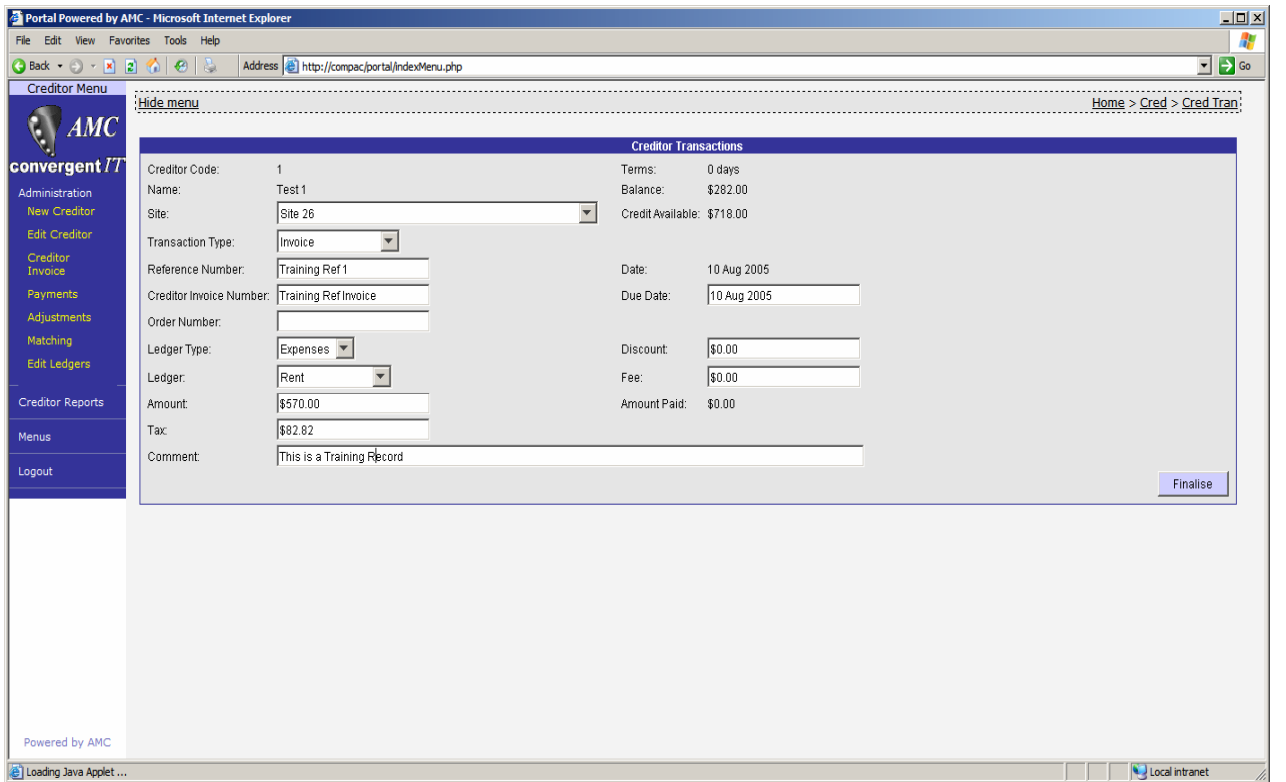 Portal Powered by AMC - Microsoft Internet Explorer
File Edit View Favorites Tools Help
Back Address http://compac/portal/indexMenu.php Go
Creditor Menu
Hide menu Home > Cred > Cred Tran
AMC
convergent IT
Administration
New Creditor
Edit Creditor
Creditor
Invoice
Payments
Adjustments
Matching
Edit Ledgers
Creditor Reports
Menus
Logout
Creditor Transactions
Creditor Code: 1 Terms: 0 days
Name: Test 1 Balance: $282.00
Site: Site 26 Credit Available: $718.00
Transaction Type: Invoice
Reference Number: Training Ref 1 Date: 10 Aug 2005
Creditor Invoice Number: Training Ref Invoice Due Date: 10 Aug 2005
Order Number:
Ledger Type: Expenses Discount: $0.00
Ledger: Rent Fee: $0.00
Amount: $570.00 Amount Paid: $0.00
Tax: $82.82
Comment: This is a Training Record
Finalise
Powered by AMC
Loading Java Applet ... Local intranet